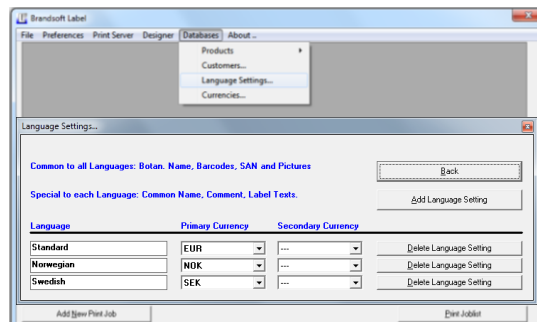 Brandsoft Label
File Preferences Print Server Designer Databases About ..
Products
Customers...
Language Settings...
Currencies...
Language Settings...
Common to all Languages: Botan. Name, Barcodes, SAN and Pictures
Back
Special to each Language: Common Name, Comment, Label Texts.
Add Language Setting
Language Primary Currency Secondary Currency
Standard EUR --- Delete Language Setting
Norwegian NOK --- Delete Language Setting
Swedish SEK --- Delete Language Setting
Add New Print Job Print Joblist